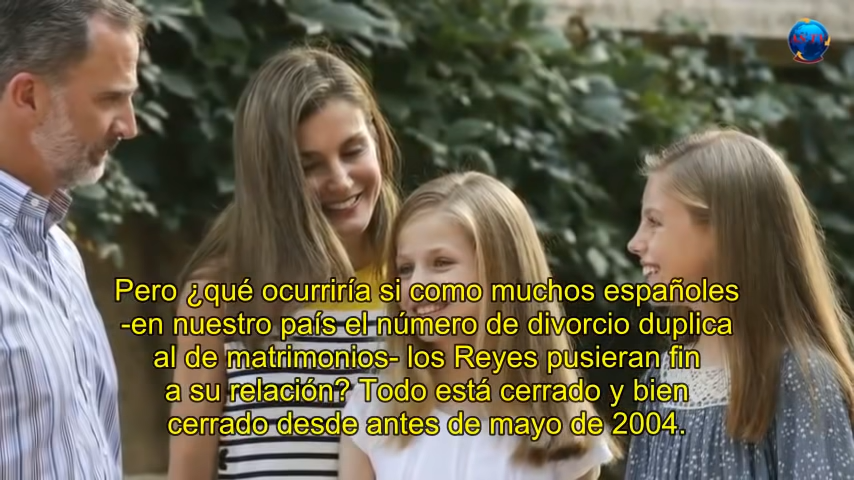 Pero ¿qué ocurriría si como muchos españoles
-en nuestro país el número de divorcio duplica
al de matrimonios- los Reyes pusieran fin
a su relación? Todo está cerrado y bien
cerrado desde antes de mayo de 2004.